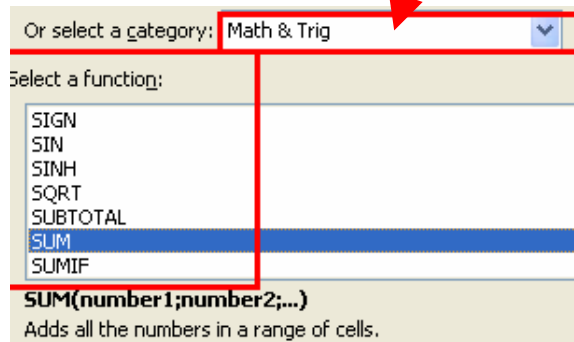 Or select a category: Math & Trig
Select a function:
SIGN
SIN
SINH
SQRT
SUBTOTAL
SUM
SUMIF
SUM(number1;number2;...)
Adds all the numbers in a range of cells.